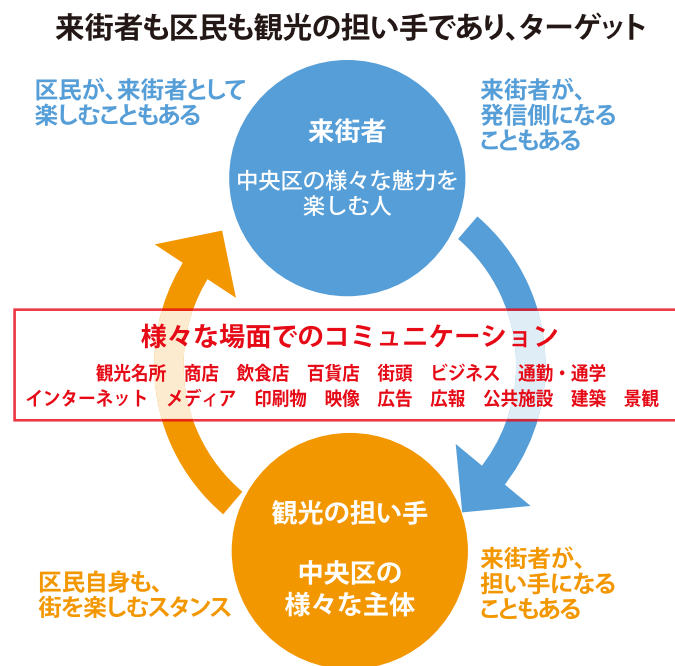 来街者も区民も観光の担い手であり、ターゲット
区民が、来街者として
楽しむこともある
来街者が、
発信側になる
こともある
来街者
中央区の様々な魅力を
楽しむ人
様々な場面でのコミュニケーション
観光名所　商店　飲食店　百貨店　街頭　ビジネス　通勤・通学
インターネット　メディア　印刷物　映像　広告　広報　公共施設　建築　景観
観光の担い手
中央区の
様々な主体
区民自身も、
街を楽しむスタンス
来街者が、
担い手になる
こともある